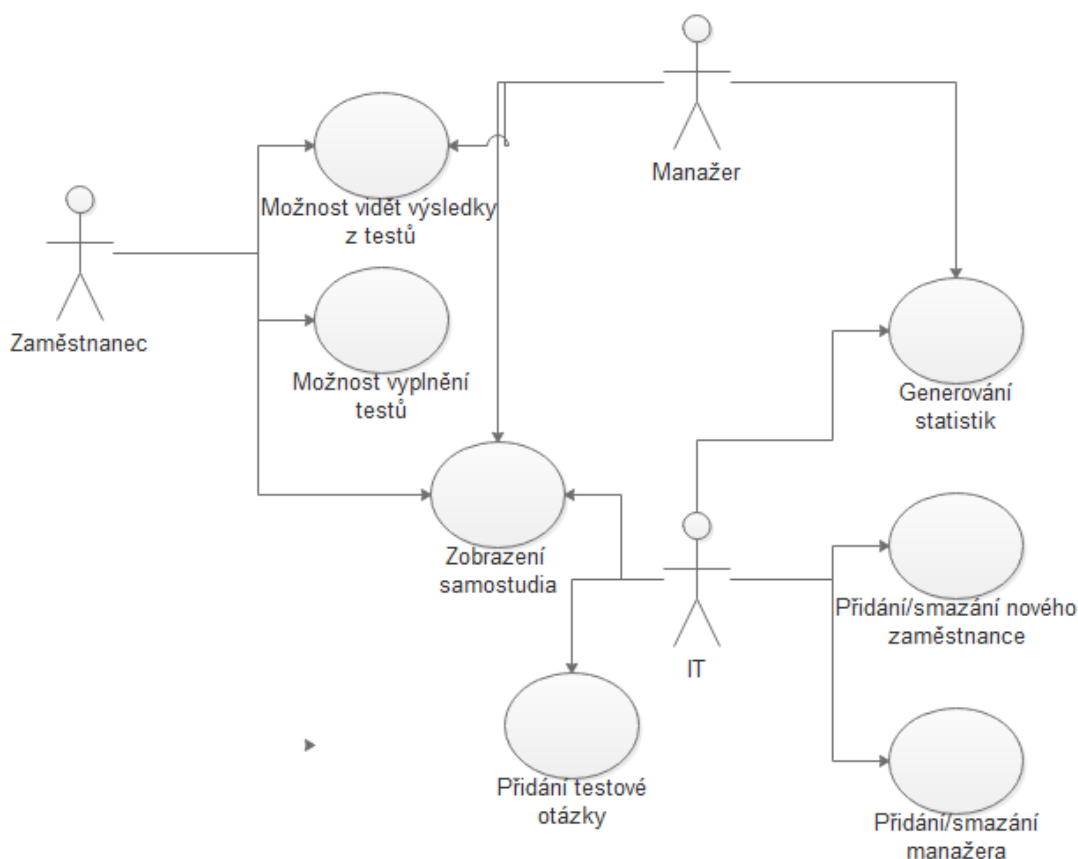 Manažer
Možnost vidět výsledky
z testů
Zaměstnanec
Možnost vyplnění
testů
Generování
statistik
Zobrazení
samostudia
IT
Přidání/smazání nového
zaměstnance
Přidání testové
otázky
Přidání/smazání
manažera